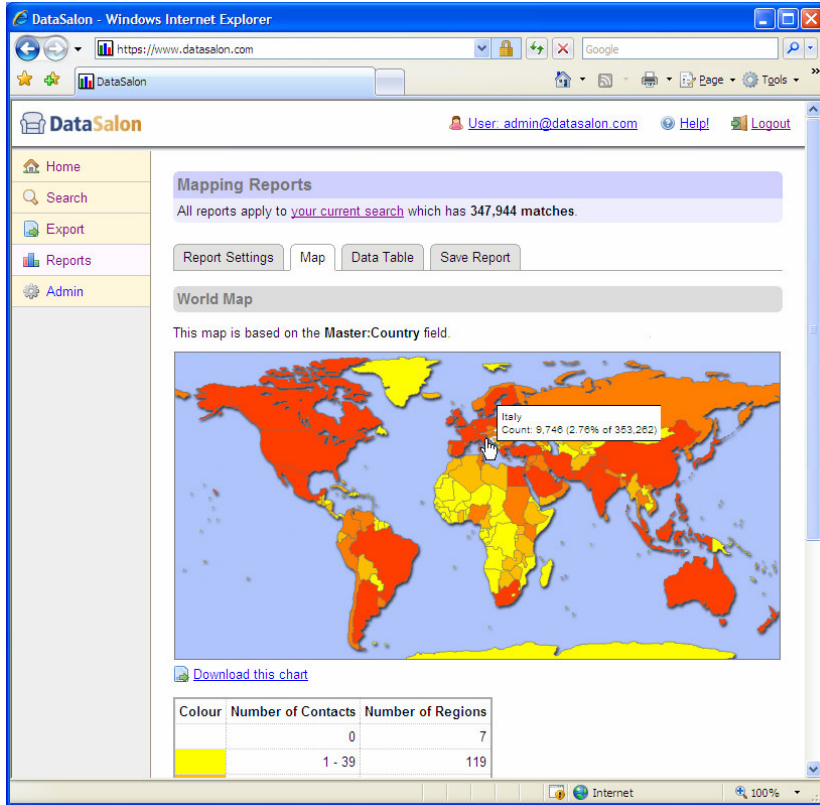 DataSalon - Windows Internet Explorer
https://www.datasalon.com
Google
DataSalon
Page
Tools
»
DataSalon
User: admin@datasalon.com
Help!
Logout
Home
Search
Export
Reports
Admin
Mapping Reports
All reports apply to your current search which has 347,944 matches.
Report Settings
Map
Data Table
Save Report
World Map
This map is based on the Master:Country field.
Italy
Count: 9,746 (2.76% of 353,262)
Download this chart
Colour Number of Contacts Number of Regions
0 7
1 - 39 119
Internet
100%